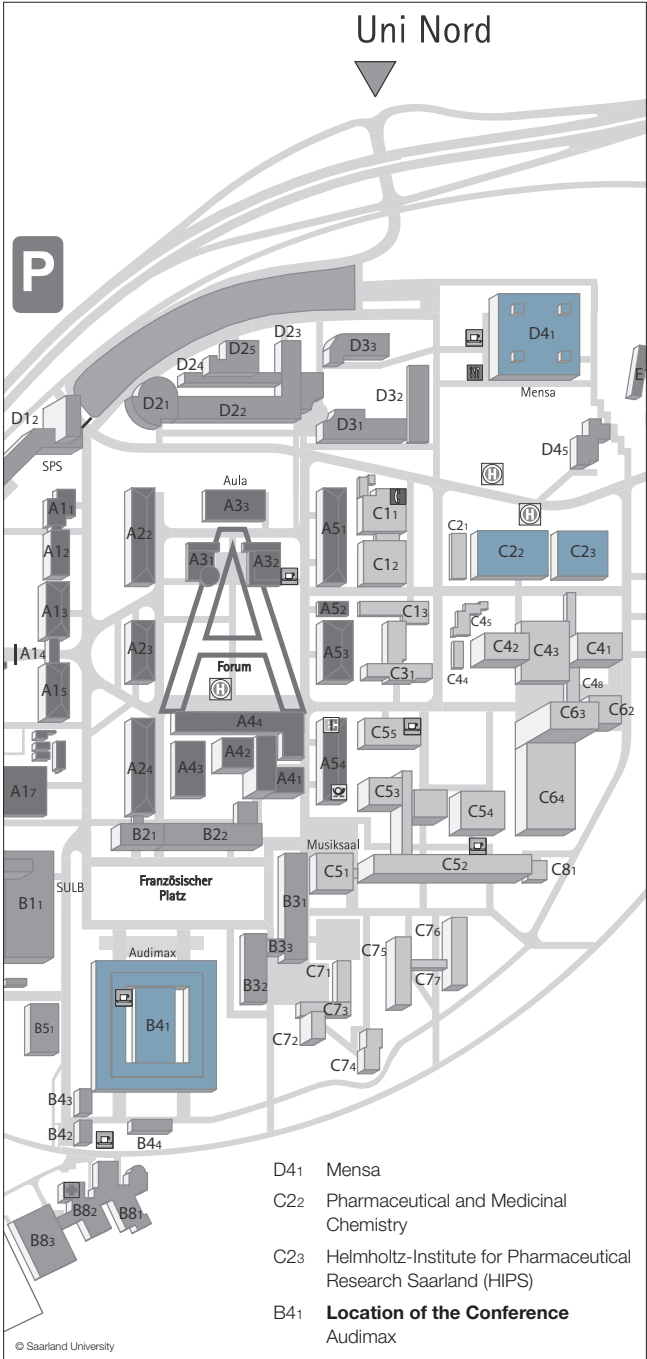 Uni Nord
P
D23
D25
D33
D24
D41
D21
D22
D32
D31
Mensa
D12
D45
SPS
H
Aula
A11
A22
A33
A51
C11
H
A12
A31
A32
C12
C21
C22
C23
A13
A52
C13
C45
A14
A23
A53
C42
C43
C41
Forum
C31
C44
A15
H
C48
C62
C63
A44
A24
A43
A42
A41
A54
C55
A17
C53
C54
C64
B21
B22
Musiksaal
SULB
Französischer
Platz
C51
C52
C81
B11
B31
Audimax
B33
C75
C76
B32
C71
C77
B41
C73
B51
C72
C74
B43
B42
B44
B82
B81
B83
D41 Mensa
C22 Pharmaceutical and Medicinal
Chemistry
C23 Helmholtz-Institute for Pharmaceutical
Research Saarland (HIPS)
B41 Location of the Conference
Audimax
© Saarland University